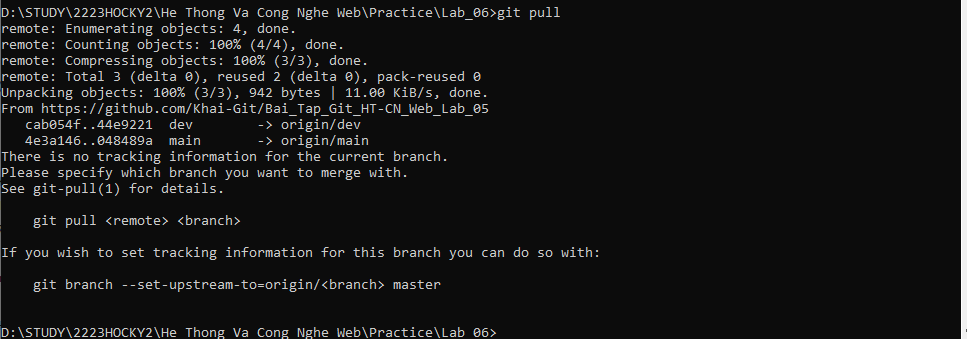 D:\STUDY\2223HOCKY2\He Thong Va Cong Nghe Web\Practice\Lab_06>git pull
remote: Enumerating objects: 4, done.
remote: Counting objects: 100% (4/4), done.
remote: Compressing objects: 100% (3/3), done.
remote: Total 3 (delta 0), reused 2 (delta 0), pack-reused 0
Unpacking objects: 100% (3/3), 942 bytes | 11.00 KiB/s, done.
From https://github.com/Khai-Git/Bai_Tap_Git_HT-CN_Web_Lab_05
   cab054f..44e9221  dev        -> origin/dev
   4e3a146..048489a  main       -> origin/main
There is no tracking information for the current branch.
Please specify which branch you want to merge with.
See git-pull(1) for details.

    git pull <remote> <branch>

If you wish to set tracking information for this branch you can do so with:

    git branch --set-upstream-to=origin/<branch> master


D:\STUDY\2223HOCKY2\He Thong Va Cong Nghe Web\Practice\Lab_06>